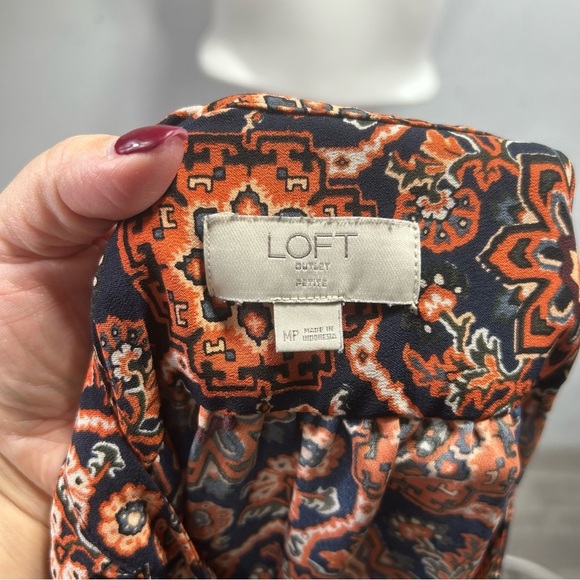 LOFT
OUTLET
PETITE
MP MADE IN
INDONESIA